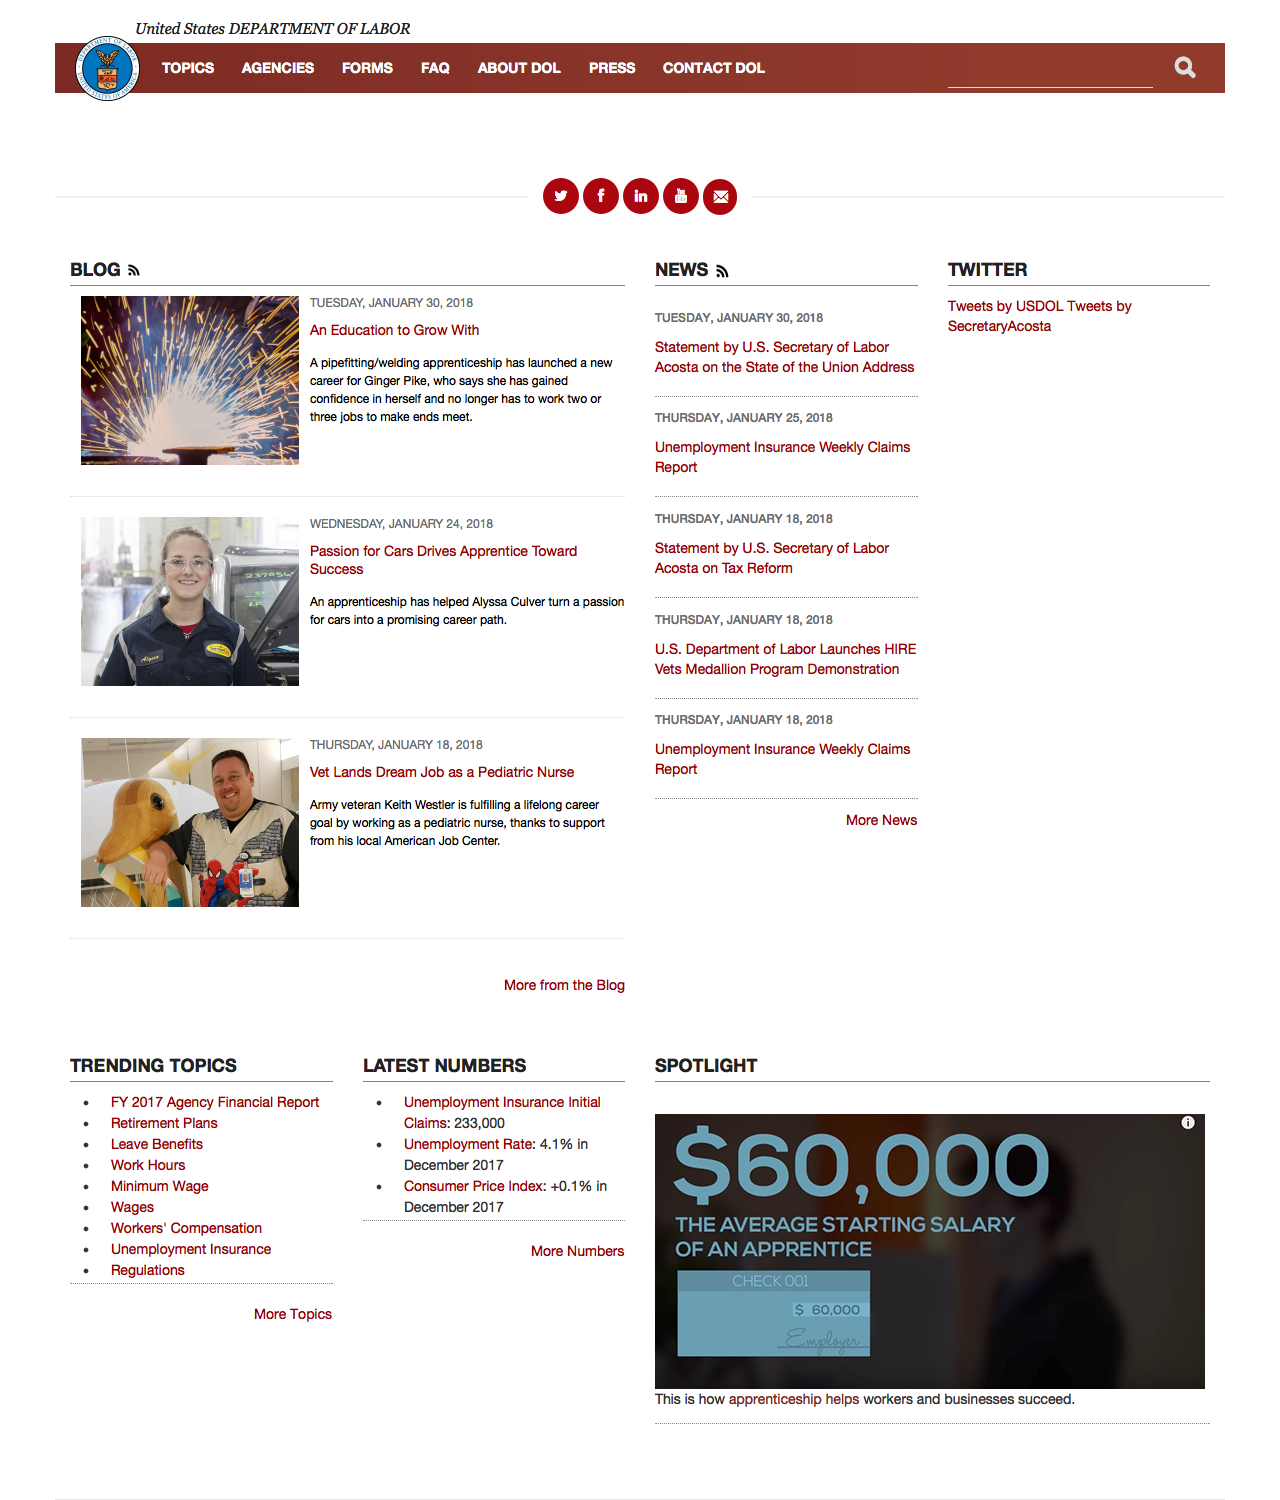 United States DEPARTMENT OF LABOR
TOPICS AGENCIES FORMS FAQ ABOUT DOL PRESS CONTACT DOL
BLOG
TUESDAY, JANUARY 30, 2018
An Education to Grow With
A pipefitting/welding apprenticeship has launched a new
career for Ginger Pike, who says she has gained
confidence in herself and no longer has to work two or
three jobs to make ends meet.
WEDNESDAY, JANUARY 24, 2018
Passion for Cars Drives Apprentice Toward
Success
An apprenticeship has helped Alyssa Culver turn a passion
for cars into a promising career path.
Alyssa
THURSDAY, JANUARY 18, 2018
Vet Lands Dream Job as a Pediatric Nurse
Army veteran Keith Westler is fulfilling a lifelong career
goal by working as a pediatric nurse, thanks to support
from his local American Job Center.
More from the Blog
NEWS
TUESDAY, JANUARY 30, 2018
Statement by U.S. Secretary of Labor
Acosta on the State of the Union Address
THURSDAY, JANUARY 25, 2018
Unemployment Insurance Weekly Claims
Report
THURSDAY, JANUARY 18, 2018
Statement by U.S. Secretary of Labor
Acosta on Tax Reform
THURSDAY, JANUARY 18, 2018
U.S. Department of Labor Launches HIRE
Vets Medallion Program Demonstration
THURSDAY, JANUARY 18, 2018
Unemployment Insurance Weekly Claims
Report
More News
TWITTER
Tweets by USDOL Tweets by
SecretaryAcosta
TRENDING TOPICS
FY 2017 Agency Financial Report
Retirement Plans
Leave Benefits
Work Hours
Minimum Wage
Wages
Workers' Compensation
Unemployment Insurance
Regulations
More Topics
LATEST NUMBERS
Unemployment Insurance Initial
Claims: 233,000
Unemployment Rate: 4.1% in
December 2017
Consumer Price Index: +0.1% in
December 2017
More Numbers
SPOTLIGHT
$60,000
THE AVERAGE STARTING SALARY
OF AN APPRENTICE
CHECK 001
$ 60,000
Employer
This is how apprenticeship helps workers and businesses succeed.